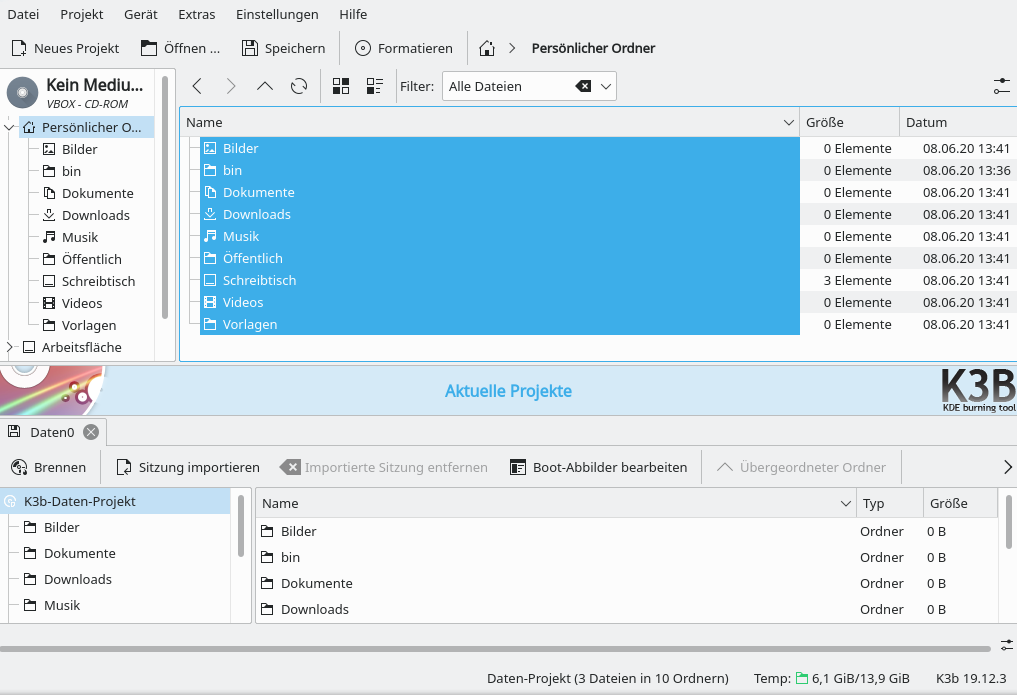 Datei Projekt Gerät Extras Einstellungen Hilfe
Neues Projekt Öffnen ... Speichern Formatieren Persönlicher Ordner
Kein Mediu...
VBOX - CD-ROM
Persönlicher O...
Bilder
bin
Dokumente
Downloads
Musik
Öffentlich
Schreibtisch
Videos
Vorlagen
Arbeitsfläche
Filter: Alle Dateien
Name Größe Datum
Bilder 0 Elemente 08.06.20 13:41
bin 0 Elemente 08.06.20 13:36
Dokumente 0 Elemente 08.06.20 13:41
Downloads 0 Elemente 08.06.20 13:41
Musik 0 Elemente 08.06.20 13:41
Öffentlich 0 Elemente 08.06.20 13:41
Schreibtisch 3 Elemente 08.06.20 13:41
Videos 0 Elemente 08.06.20 13:41
Vorlagen 0 Elemente 08.06.20 13:41
Aktuelle Projekte
K3B
KDE burning tool
Daten0
Brennen Sitzung importieren Importierte Sitzung entfernen Boot-Abbilder bearbeiten Übergeordneter Ordner
K3b-Daten-Projekt
Bilder
Dokumente
Downloads
Musik
Name Typ Größe
Bilder Ordner 0 B
bin Ordner 0 B
Dokumente Ordner 0 B
Downloads Ordner 0 B
Daten-Projekt (3 Dateien in 10 Ordnern) Temp: 6,1 GiB/13,9 GiB K3b 19.12.3